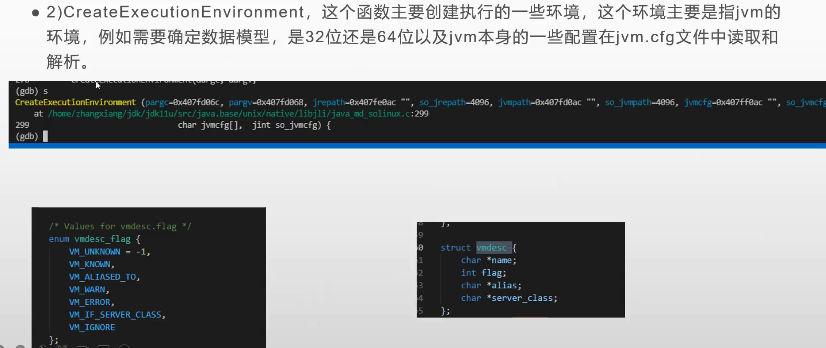 2)CreateExecutionEnvironment，这个函数主要创建执行的一些环境，这个环境主要是指jvm的
环境，例如需要确定数据模型，是32位还是64位以及jvm本身的一些配置在jvm.cfg文件中读取和
解析。
(gdb) s
CreateExecutionEnvironment (pargc=0x407fd06c, pargv=0x407fd068, jrepath=0x407fe0ac "", so_jrepath=4096, jvmpath=0x407fd0ac "", so_jvmpath=4096, jvmcfg=0x407ff0ac "", so_jvmcfg
at /home/zhangxiang/jdk/jdk11u/src/java.base/unix/native/libjli/java_md_solinux.c:299
299 char jvmcfg[], jint so_jvmcfg) {
(gdb)
/* Values for vmdesc.flag */
enum vmdesc_flag {
VM_UNKNOWN = -1,
VM_KNOWN,
VM_ALIASED_TO,
VM_WARN,
VM_ERROR,
VM_IF_SERVER_CLASS,
VM_IGNORE
};
struct vmdesc {
char *name;
int flag;
char *alias;
char *server_class;
};